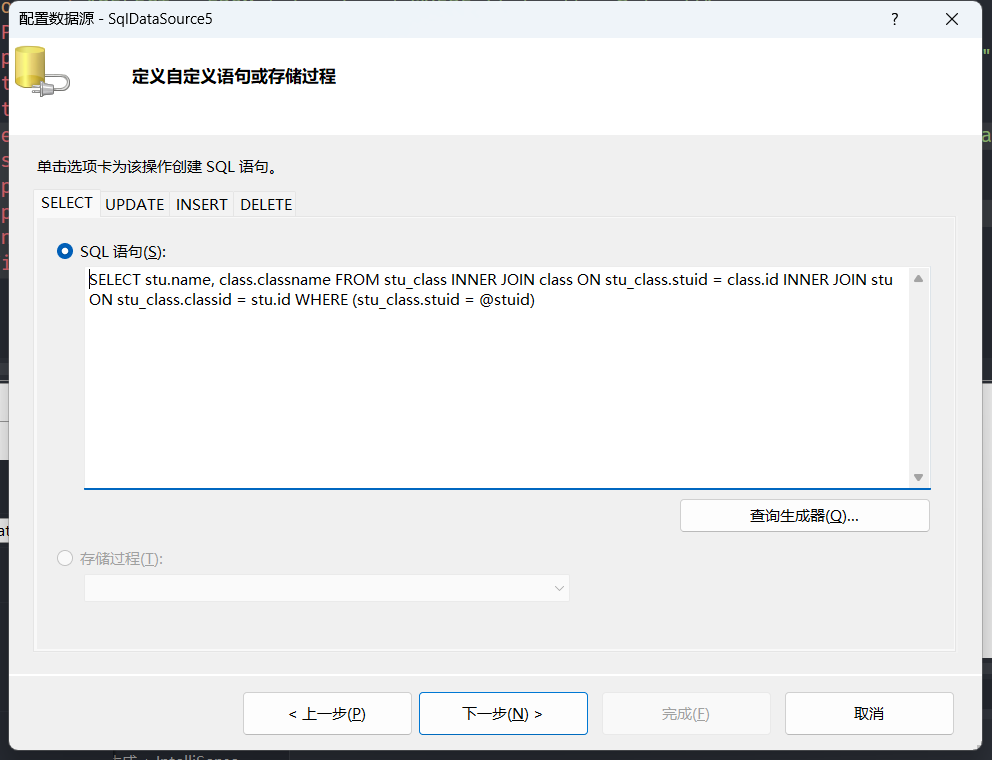 配置数据源 - SqlDataSource5
?
定义自定义语句或存储过程
单击选项卡为该操作创建 SQL 语句。
SELECT UPDATE INSERT DELETE
SQL 语句(S):
SELECT stu.name, class.classname FROM stu_class INNER JOIN class ON stu_class.stuid = class.id INNER JOIN stu
ON stu_class.classid = stu.id WHERE (stu_class.stuid = @stuid)
查询生成器(Q)...
存储过程(T):
< 上一步(P) 下一步(N) > 完成(F) 取消